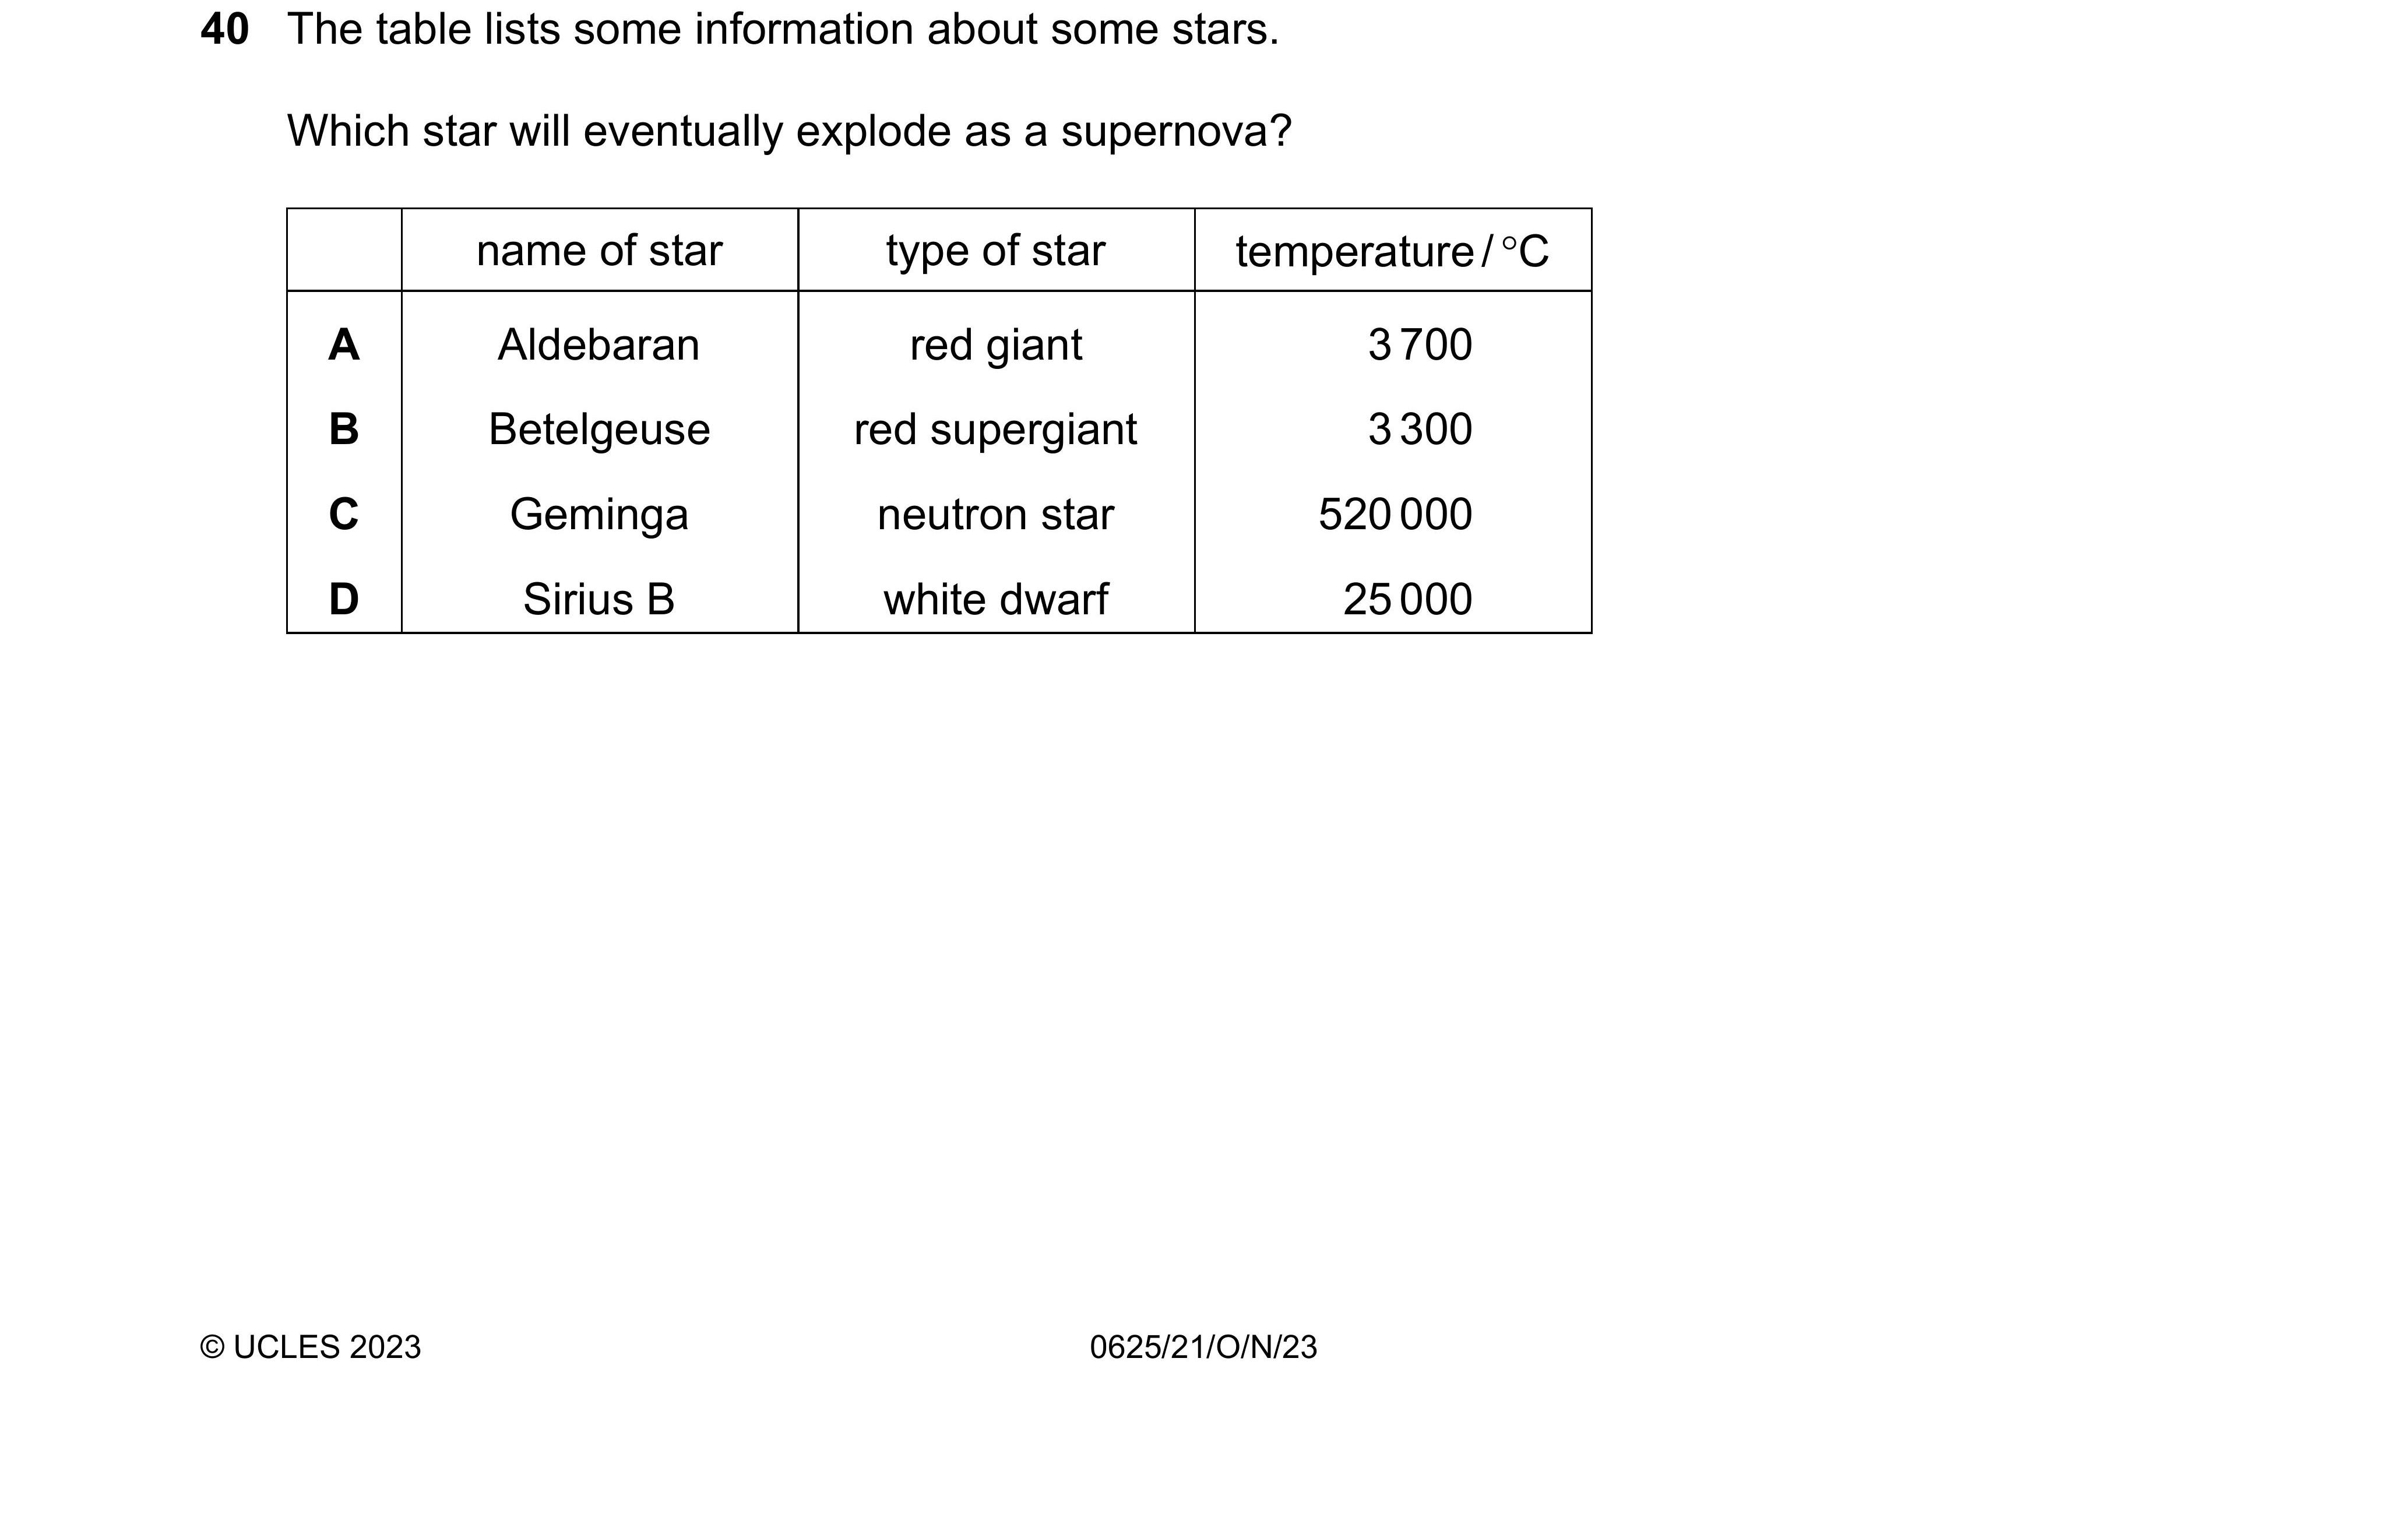 40 The table lists some information about some stars.
Which star will eventually explode as a supernova?
name of star type of star temperature / °C
A Aldebaran red giant 3 700
B Betelgeuse red supergiant 3 300
C Geminga neutron star 520 000
D Sirius B white dwarf 25 000
© UCLES 2023 0625/21/O/N/23